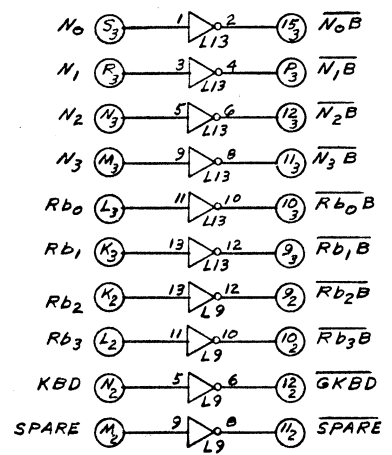 N0 S3 1 2 L13 15 3 N0B
N1 R3 3 4 L13 P3 N1B
N2 N3 5 6 L13 12 3 N2B
N3 M3 9 8 L13 11 3 N3B
Rb0 L3 11 10 L13 10 3 Rb0B
Rb1 K3 13 12 L13 9 3 Rb1B
Rb2 K2 13 12 L9 9 2 Rb2B
Rb3 L2 11 10 L9 10 2 Rb3B
KBD N2 5 6 L9 12 2 GKBD
SPARE M2 9 8 L9 11 2 SPARE